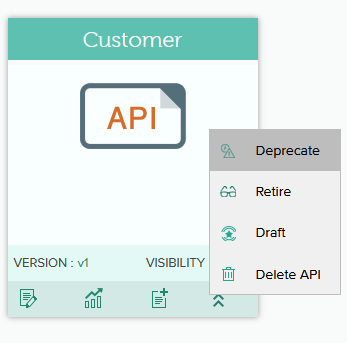 Customer
API
Deprecate
Retire
Draft
VERSION : v1 VISIBILITY
Delete API